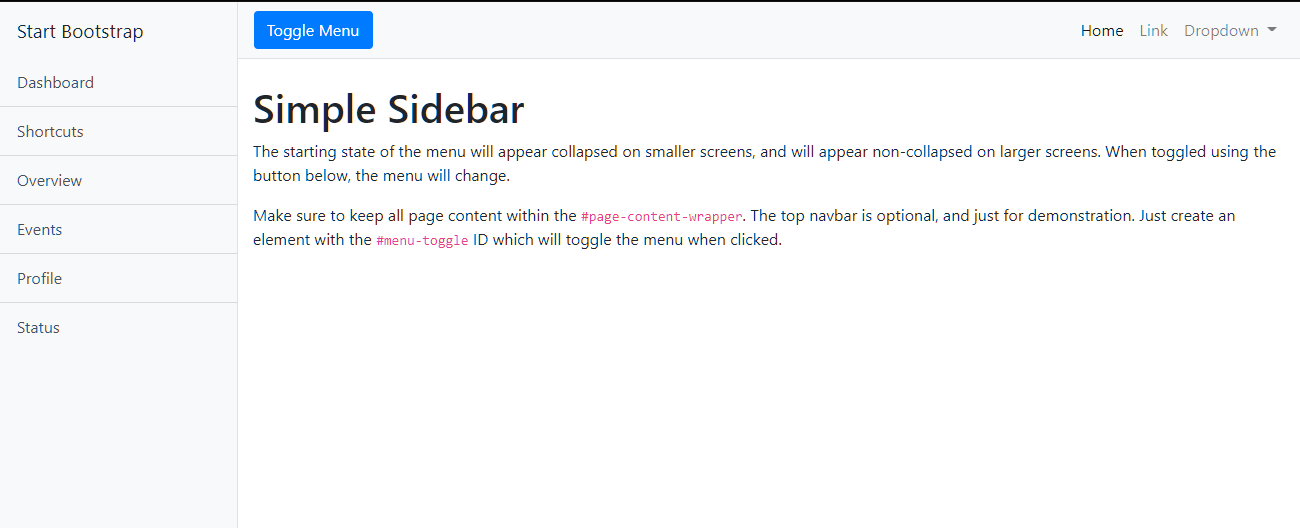 Start Bootstrap
Dashboard
Shortcuts
Overview
Events
Profile
Status
Toggle Menu
Home Link Dropdown
Simple Sidebar
The starting state of the menu will appear collapsed on smaller screens, and will appear non-collapsed on larger screens. When toggled using the
button below, the menu will change.
Make sure to keep all page content within the #page-content-wrapper. The top navbar is optional, and just for demonstration. Just create an
element with the #menu-toggle ID which will toggle the menu when clicked.